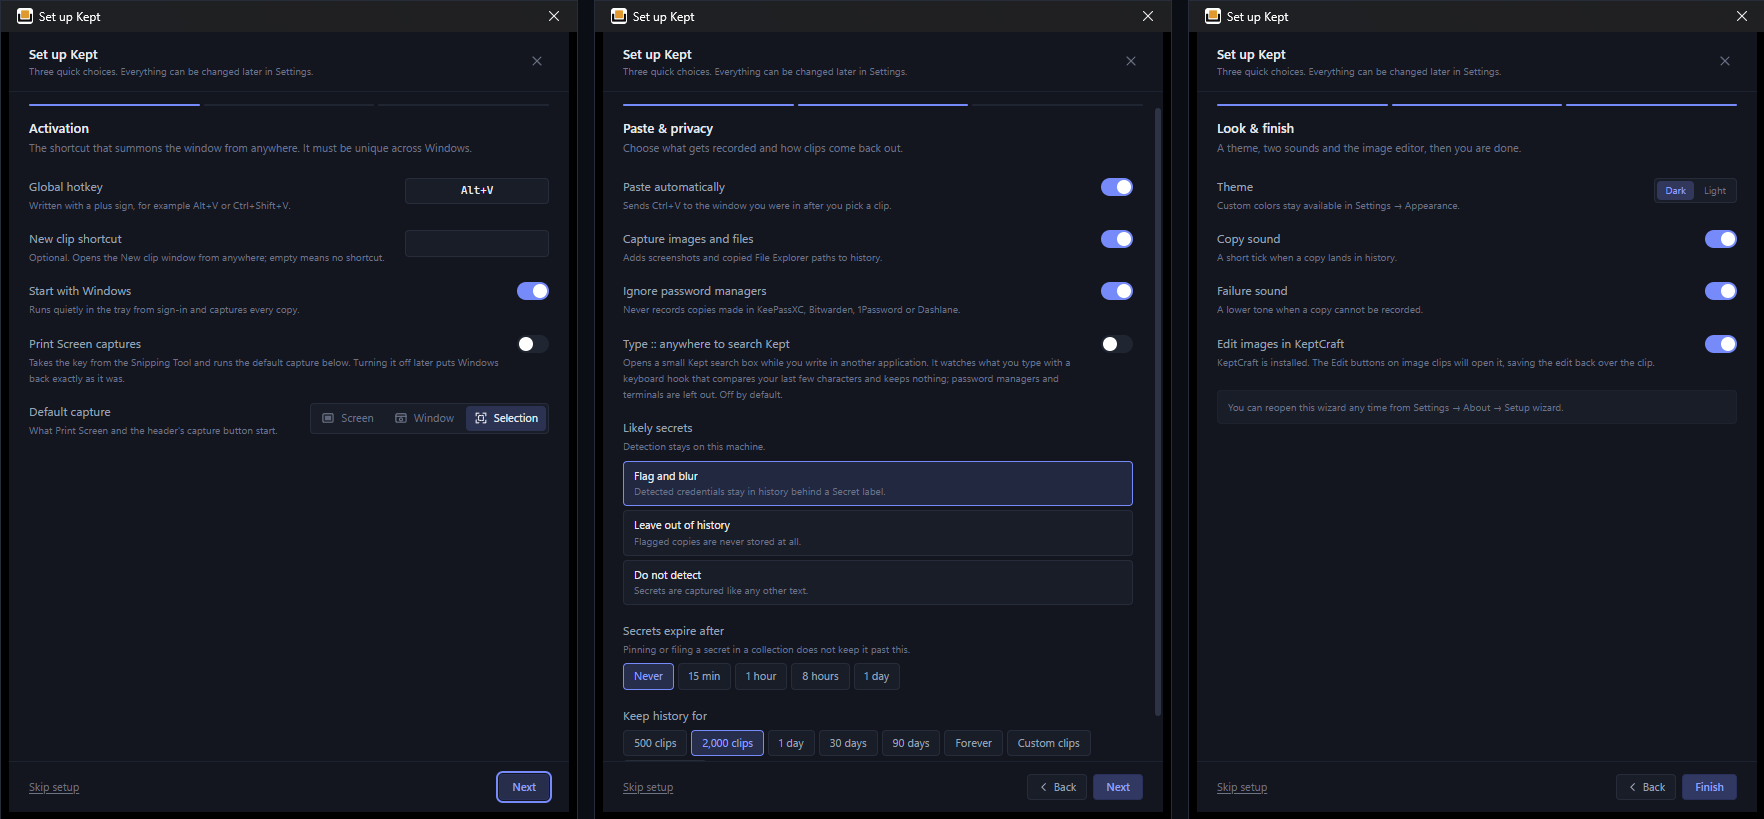 Set up Kept
Set up Kept
Three quick choices. Everything can be changed later in Settings.
Activation
The shortcut that summons the window from anywhere. It must be unique across Windows.
Global hotkey
Alt+V
Written with a plus sign, for example Alt+V or Ctrl+Shift+V.
New clip shortcut
Optional. Opens the New clip window from anywhere; empty means no shortcut.
Start with Windows
Runs quietly in the tray from sign-in and captures every copy.
Print Screen captures
Takes the key from the Snipping Tool and runs the default capture below. Turning it off later puts Windows
back exactly as it was.
Default capture
What Print Screen and the header's capture button start.
Screen Window Selection
Skip setup
Next
Set up Kept
Set up Kept
Three quick choices. Everything can be changed later in Settings.
Paste & privacy
Choose what gets recorded and how clips come back out.
Paste automatically
Sends Ctrl+V to the window you were in after you pick a clip.
Capture images and files
Adds screenshots and copied File Explorer paths to history.
Ignore password managers
Never records copies made in KeePassXC, Bitwarden, 1Password or Dashlane.
Type :: anywhere to search Kept
Opens a small Kept search box while you write in another application. It watches what you type with a
keyboard hook that compares your last few characters and keeps nothing; password managers and
terminals are left out. Off by default.
Likely secrets
Detection stays on this machine.
Flag and blur
Detected credentials stay in history behind a Secret label.
Leave out of history
Flagged copies are never stored at all.
Do not detect
Secrets are captured like any other text.
Secrets expire after
Pinning or filing a secret in a collection does not keep it past this.
Never 15 min 1 hour 8 hours 1 day
Keep history for
500 clips 2,000 clips 1 day 30 days 90 days Forever Custom clips
Skip setup
Back Next
Set up Kept
Set up Kept
Three quick choices. Everything can be changed later in Settings.
Look & finish
A theme, two sounds and the image editor, then you are done.
Theme
Dark Light
Custom colors stay available in Settings → Appearance.
Copy sound
A short tick when a copy lands in history.
Failure sound
A lower tone when a copy cannot be recorded.
Edit images in KeptCraft
KeptCraft is installed. The Edit buttons on image clips will open it, saving the edit back over the clip.
You can reopen this wizard any time from Settings → About → Setup wizard.
Skip setup
Back Finish